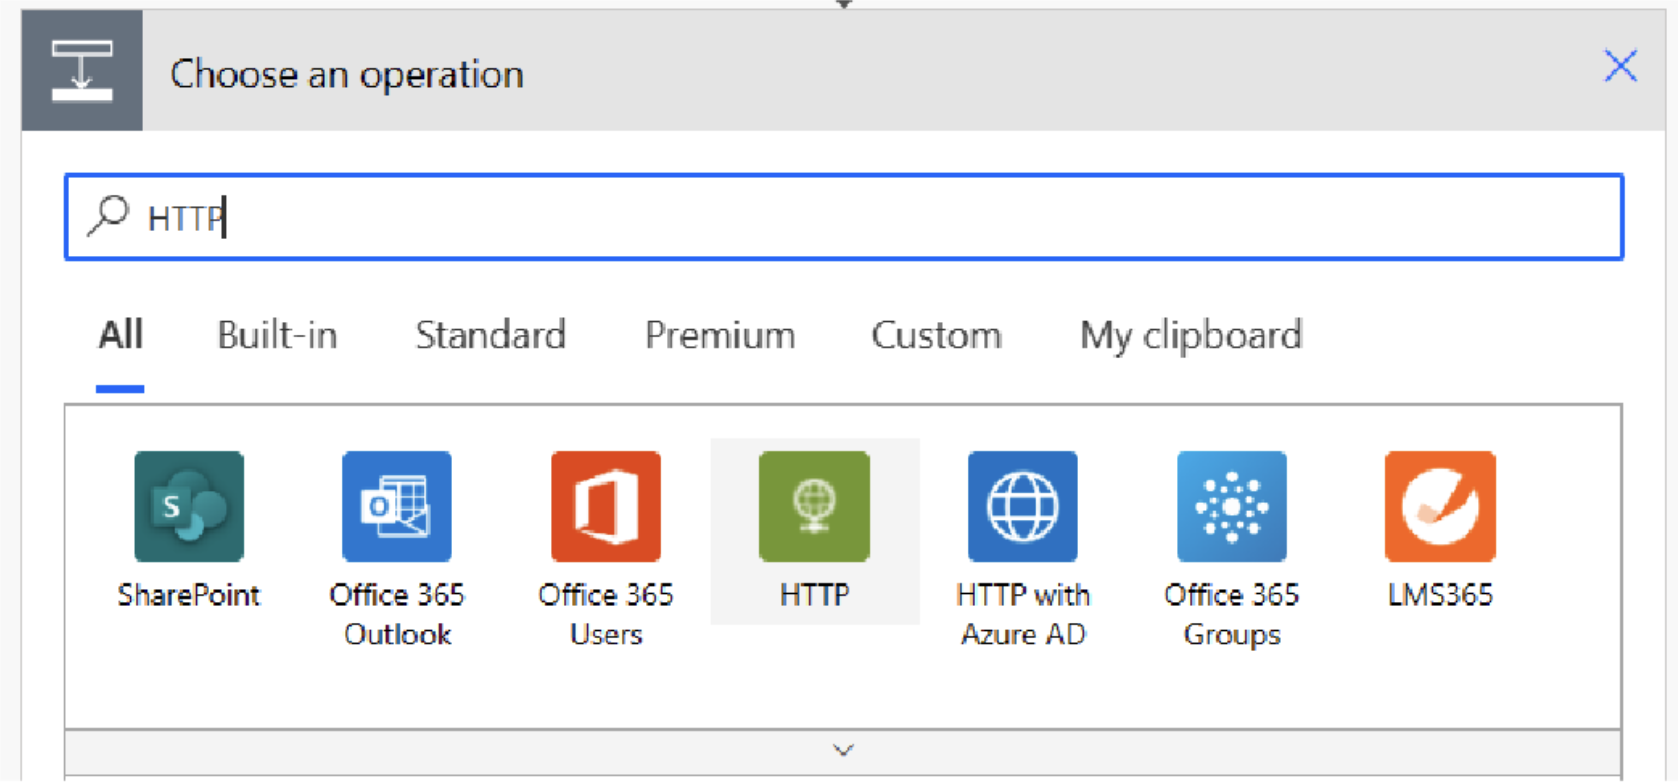 Choose an operation
HTTP
All Built-in Standard Premium Custom My clipboard
SharePoint Office 365 Outlook Office 365 Users HTTP HTTP with Azure AD Office 365 Groups LMS365